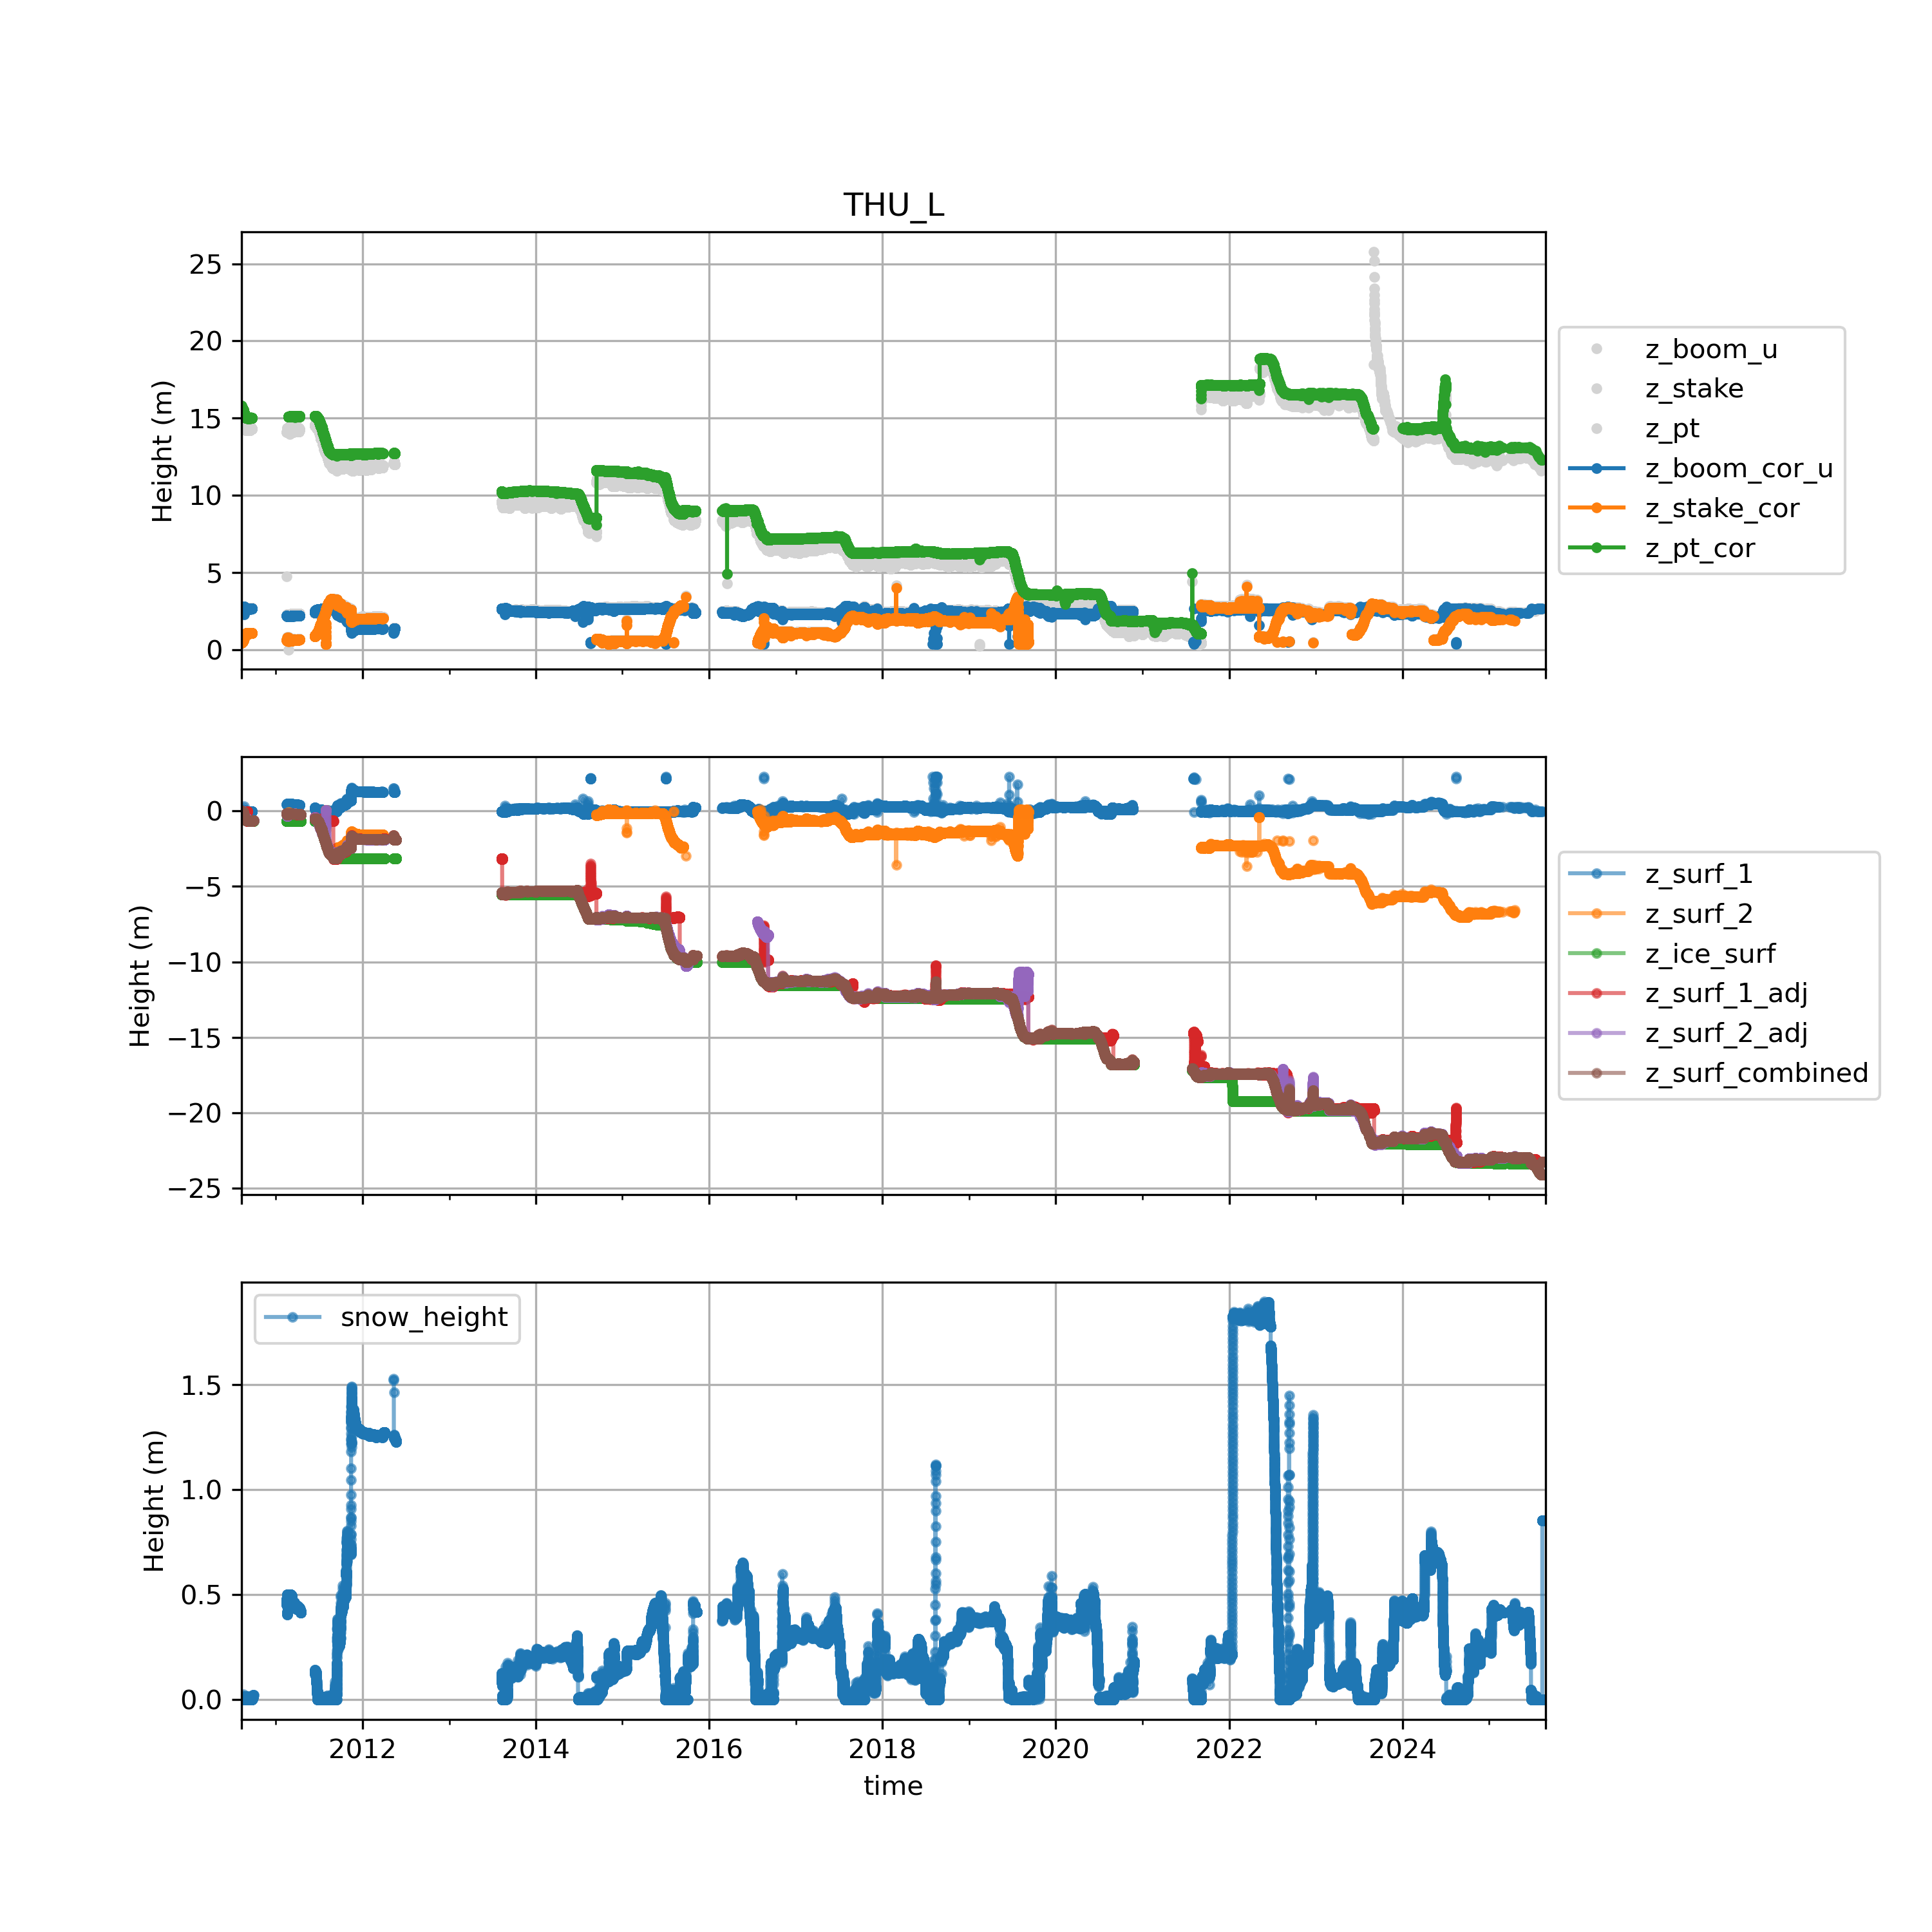 THU_L
25
20
15
10
5
0
Height (m)
z_boom_u
z_stake
z_pt
z_boom_cor_u
z_stake_cor
z_pt_cor
0
−5
−10
−15
−20
−25
Height (m)
z_surf_1
z_surf_2
z_ice_surf
z_surf_1_adj
z_surf_2_adj
z_surf_combined
snow_height
1.5
1.0
0.5
0.0
Height (m)
2012 2014 2016 2018 2020 2022 2024
time